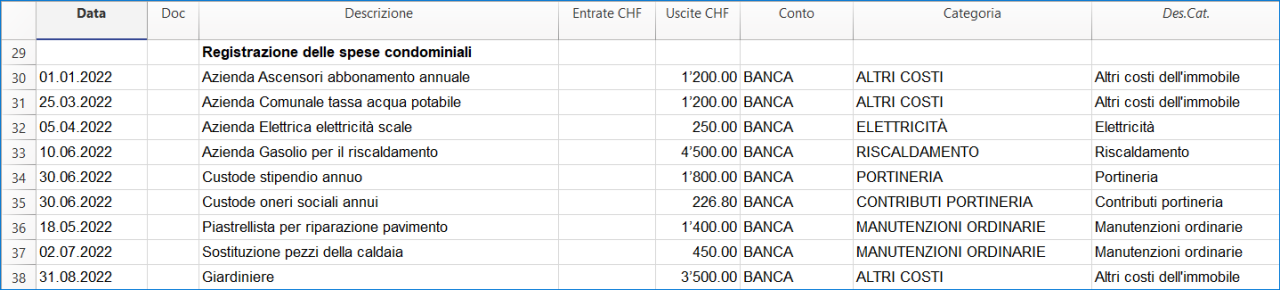 Data Doc Descrizione Entrate CHF Uscite CHF Conto Categoria Des.Cat.
29 Registrazione delle spese condominiali
30 01.01.2022 Azienda Ascensori abbonamento annuale 1'200.00 BANCA ALTRI COSTI Altri costi dell'immobile
31 25.03.2022 Azienda Comunale tassa acqua potabile 1'200.00 BANCA ALTRI COSTI Altri costi dell'immobile
32 05.04.2022 Azienda Elettrica elettricità scale 250.00 BANCA ELETTRICITÀ Elettricità
33 10.06.2022 Azienda Gasolio per il riscaldamento 4'500.00 BANCA RISCALDAMENTO Riscaldamento
34 30.06.2022 Custode stipendio annuo 1'800.00 BANCA PORTINERIA Portineria
35 30.06.2022 Custode oneri sociali annui 226.80 BANCA CONTRIBUTI PORTINERIA Contributi portineria
36 18.05.2022 Piastrellista per riparazione pavimento 1'400.00 BANCA MANUTENZIONI ORDINARIE Manutenzioni ordinarie
37 02.07.2022 Sostituzione pezzi della caldaia 450.00 BANCA MANUTENZIONI ORDINARIE Manutenzioni ordinarie
38 31.08.2022 Giardiniere 3'500.00 BANCA ALTRI COSTI Altri costi dell'immobile